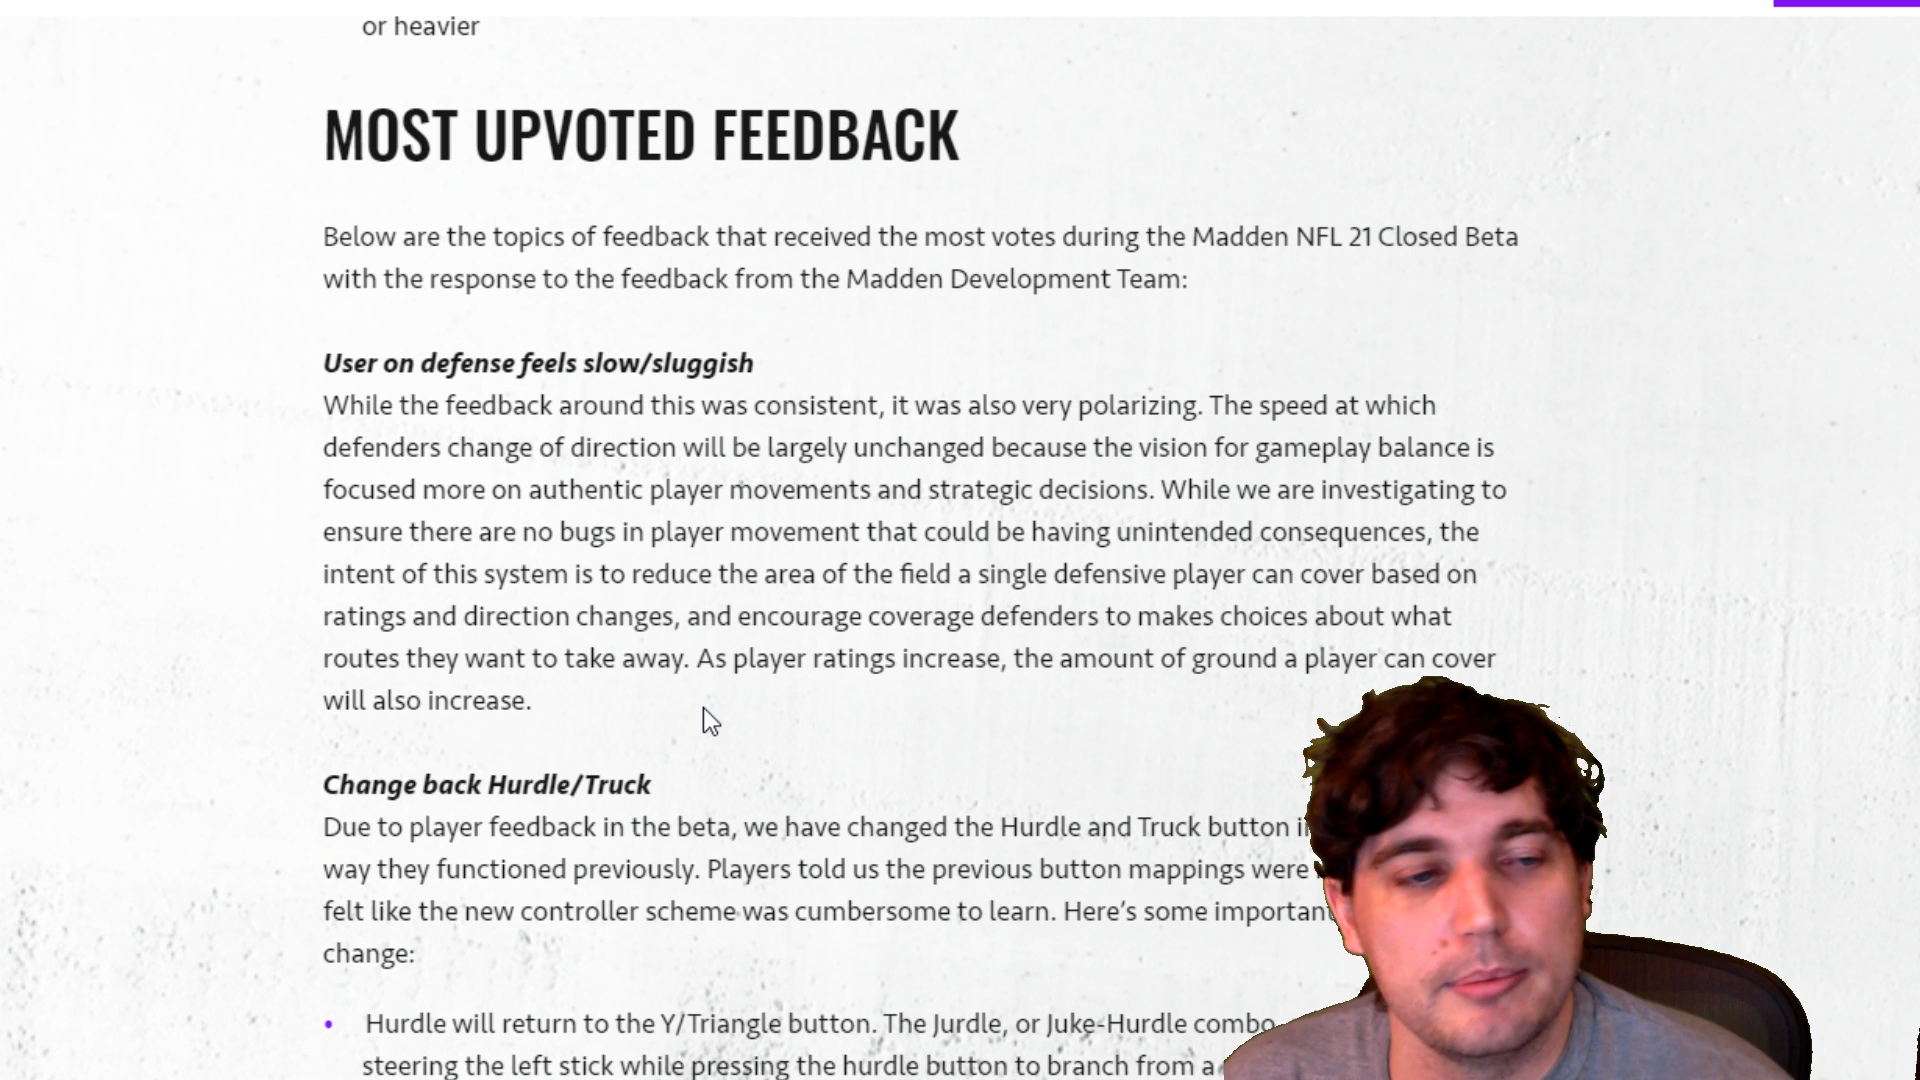 or heavier
MOST UPVOTED FEEDBACK
Below are the topics of feedback that received the most votes during the Madden NFL 21 Closed Beta
with the response to the feedback from the Madden Development Team:
User on defense feels slow/sluggish
While the feedback around this was consistent, it was also very polarizing. The speed at which
defenders change of direction will be largely unchanged because the vision for gameplay balance is
focused more on authentic player movements and strategic decisions. While we are investigating to
ensure there are no bugs in player movement that could be having unintended consequences, the
intent of this system is to reduce the area of the field a single defensive player can cover based on
ratings and direction changes, and encourage coverage defenders to makes choices about what
routes they want to take away. As player ratings increase, the amount of ground a player can cover
will also increase.
Change back Hurdle/Truck
Due to player feedback in the beta, we have changed the Hurdle and Truck button
way they functioned previously. Players told us the previous button mappings were
felt like the new controller scheme was cumbersome to learn. Here's some important
change:
• Hurdle will return to the Y/Triangle button. The Jurdle, or Juke-Hurdle combo
steering the left stick while pressing the hurdle button to branch from a